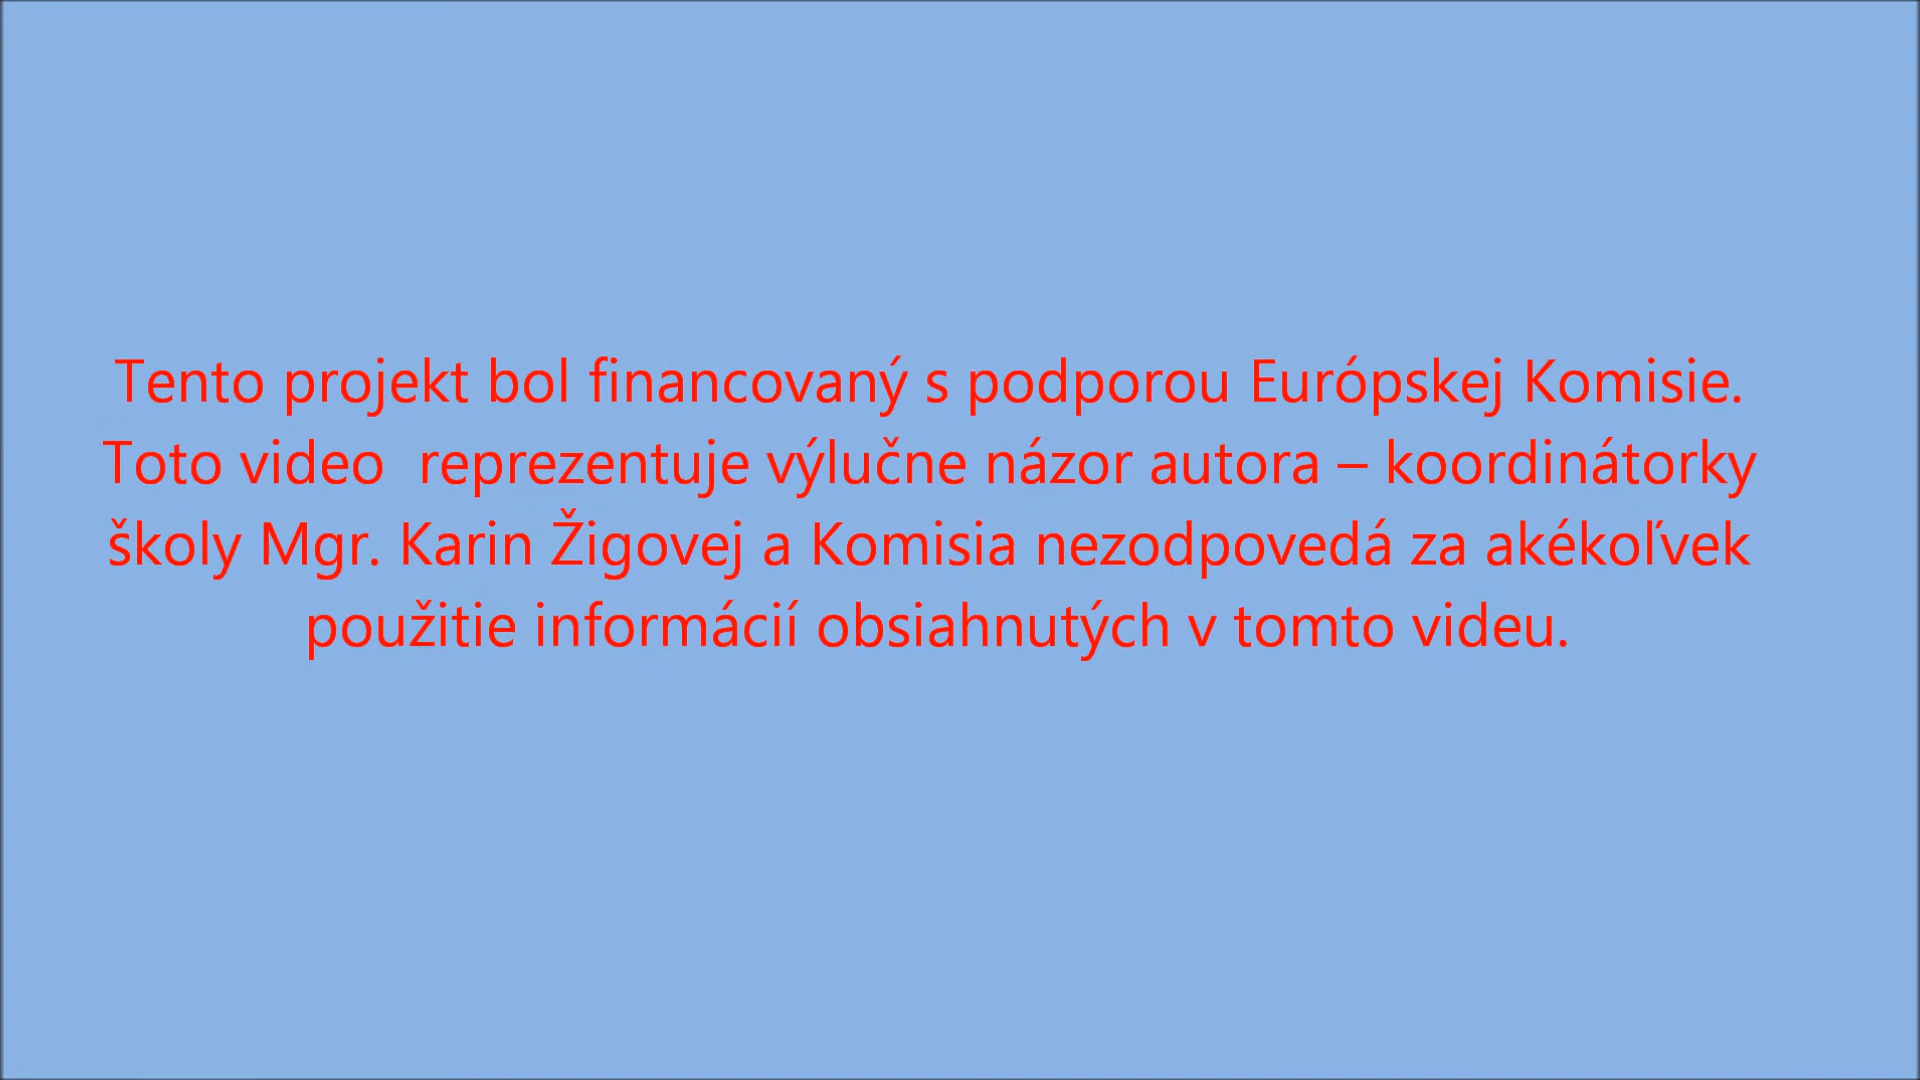 Tento projekt bol financovaný s podporou Európskej Komisie.
Toto video  reprezentuje výlučne názor autora – koordinátorky
školy Mgr. Karin Žigovej a Komisia nezodpovedá za akékoľvek
použitie informácií obsiahnutých v tomto videu.